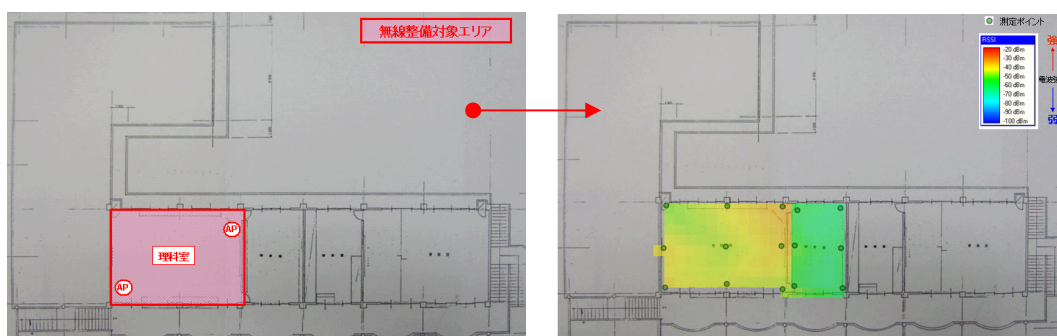 無線整備対象エリア
AP
理科室
AP
測定ポイント
RSSI
強
-20 dBm
-30 dBm
-40 dBm
-50 dBm
-60 dBm
-70 dBm
-80 dBm
-90 dBm
-100 dBm
弱